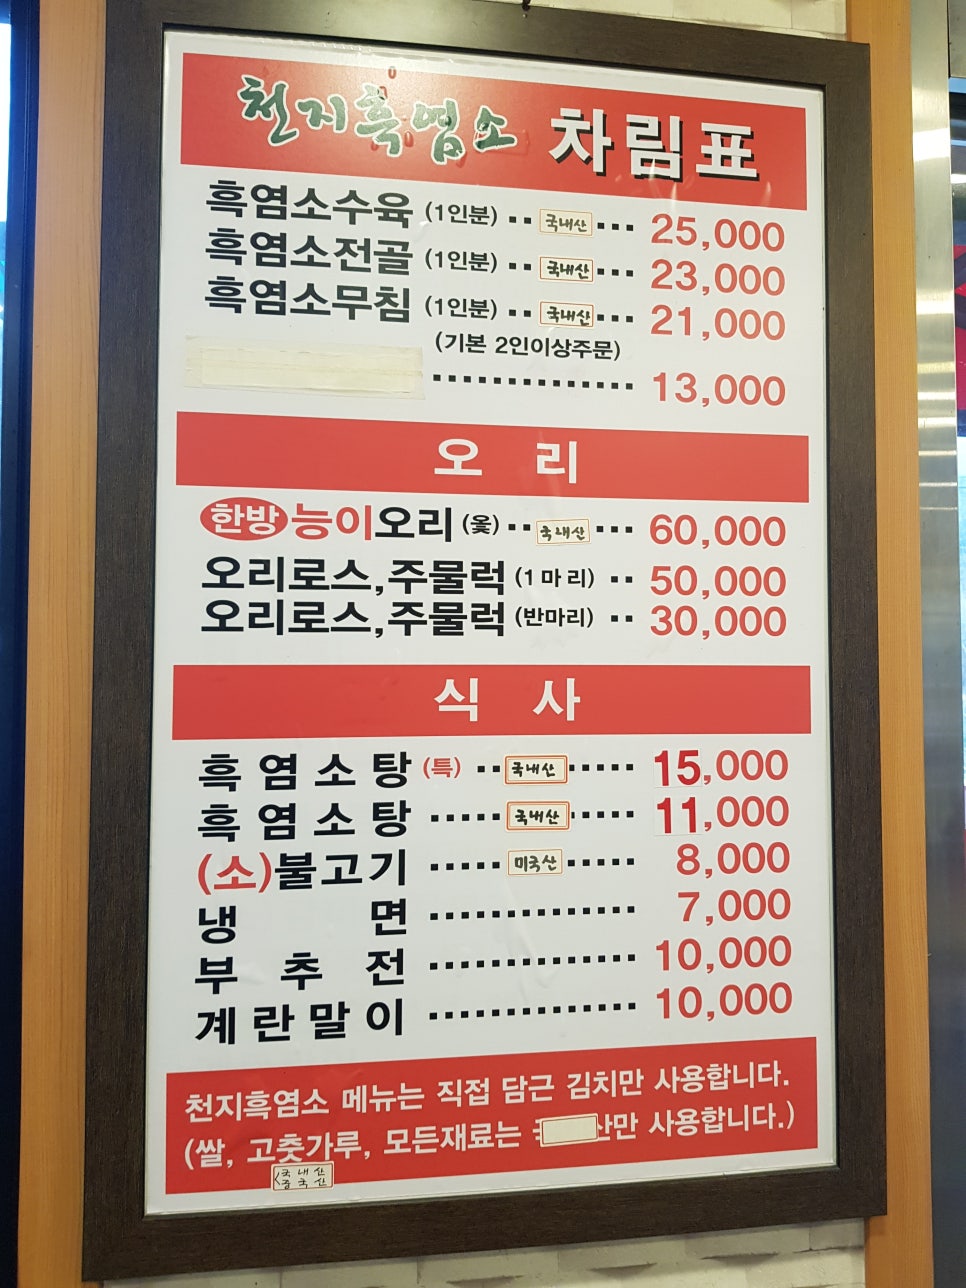 천지흑염소 차림표
흑염소수육 (1인분) ‥ 국내산 … 25,000
흑염소전골 (1인분) ‥ 국내산 … 23,000
흑염소무침 (1인분) ‥ 국내산 … 21,000
(기본 2인이상주문)
·············· 13,000
오 리
한방 능이오리 (옻) ‥ 국내산 … 60,000
오리로스,주물럭 (1마리) ‥ 50,000
오리로스,주물럭 (반마리) ‥ 30,000
식 사
흑염소탕 (특) ‥ 국내산 ····· 15,000
흑염소탕 ····· 국내산 ····· 11,000
(소)불고기 ····· 미국산 ····· 8,000
냉 면 ·············· 7,000
부 추 전 ·············· 10,000
계란말이 ·············· 10,000
천지흑염소 메뉴는 직접 담근 김치만 사용합니다.
(쌀, 고춧가루, 모든재료는 산만 사용합니다.)
<국내산
중국산